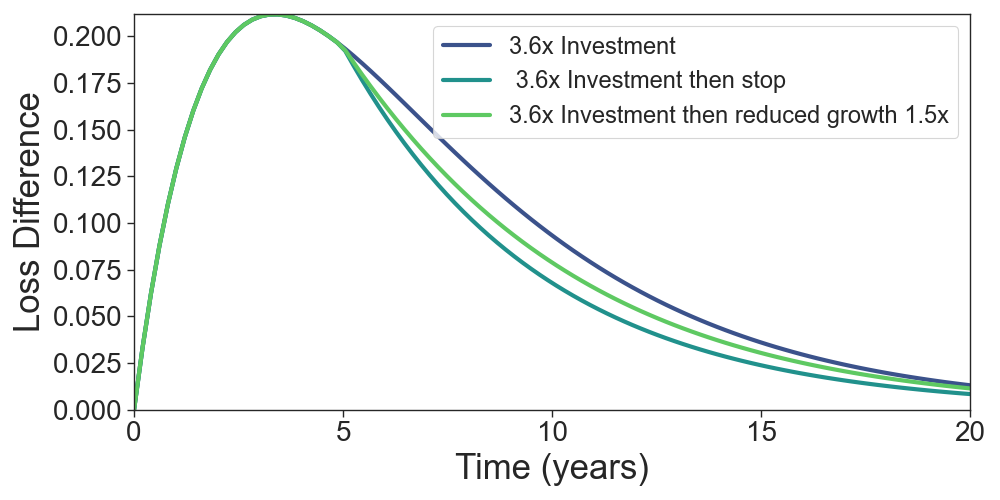 Loss Difference
0.200
0.175
0.150
0.125
0.100
0.075
0.050
0.025
0.000
3.6x Investment
3.6x Investment then stop
3.6x Investment then reduced growth 1.5x
0
5
10
15
20
Time (years)